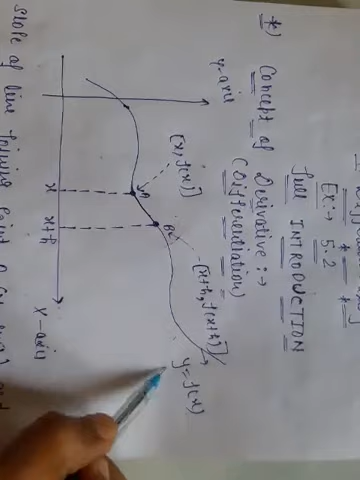 Ex:→ 5.2
full INTRODUCTION
*) Concept of Derivative :→
(Differentiation)
Y-axis
[x, f(x)]
[x+h, f(x+h)]
y=f(x)
P
Q
x
x+h
X-axis
slope of line joining point P